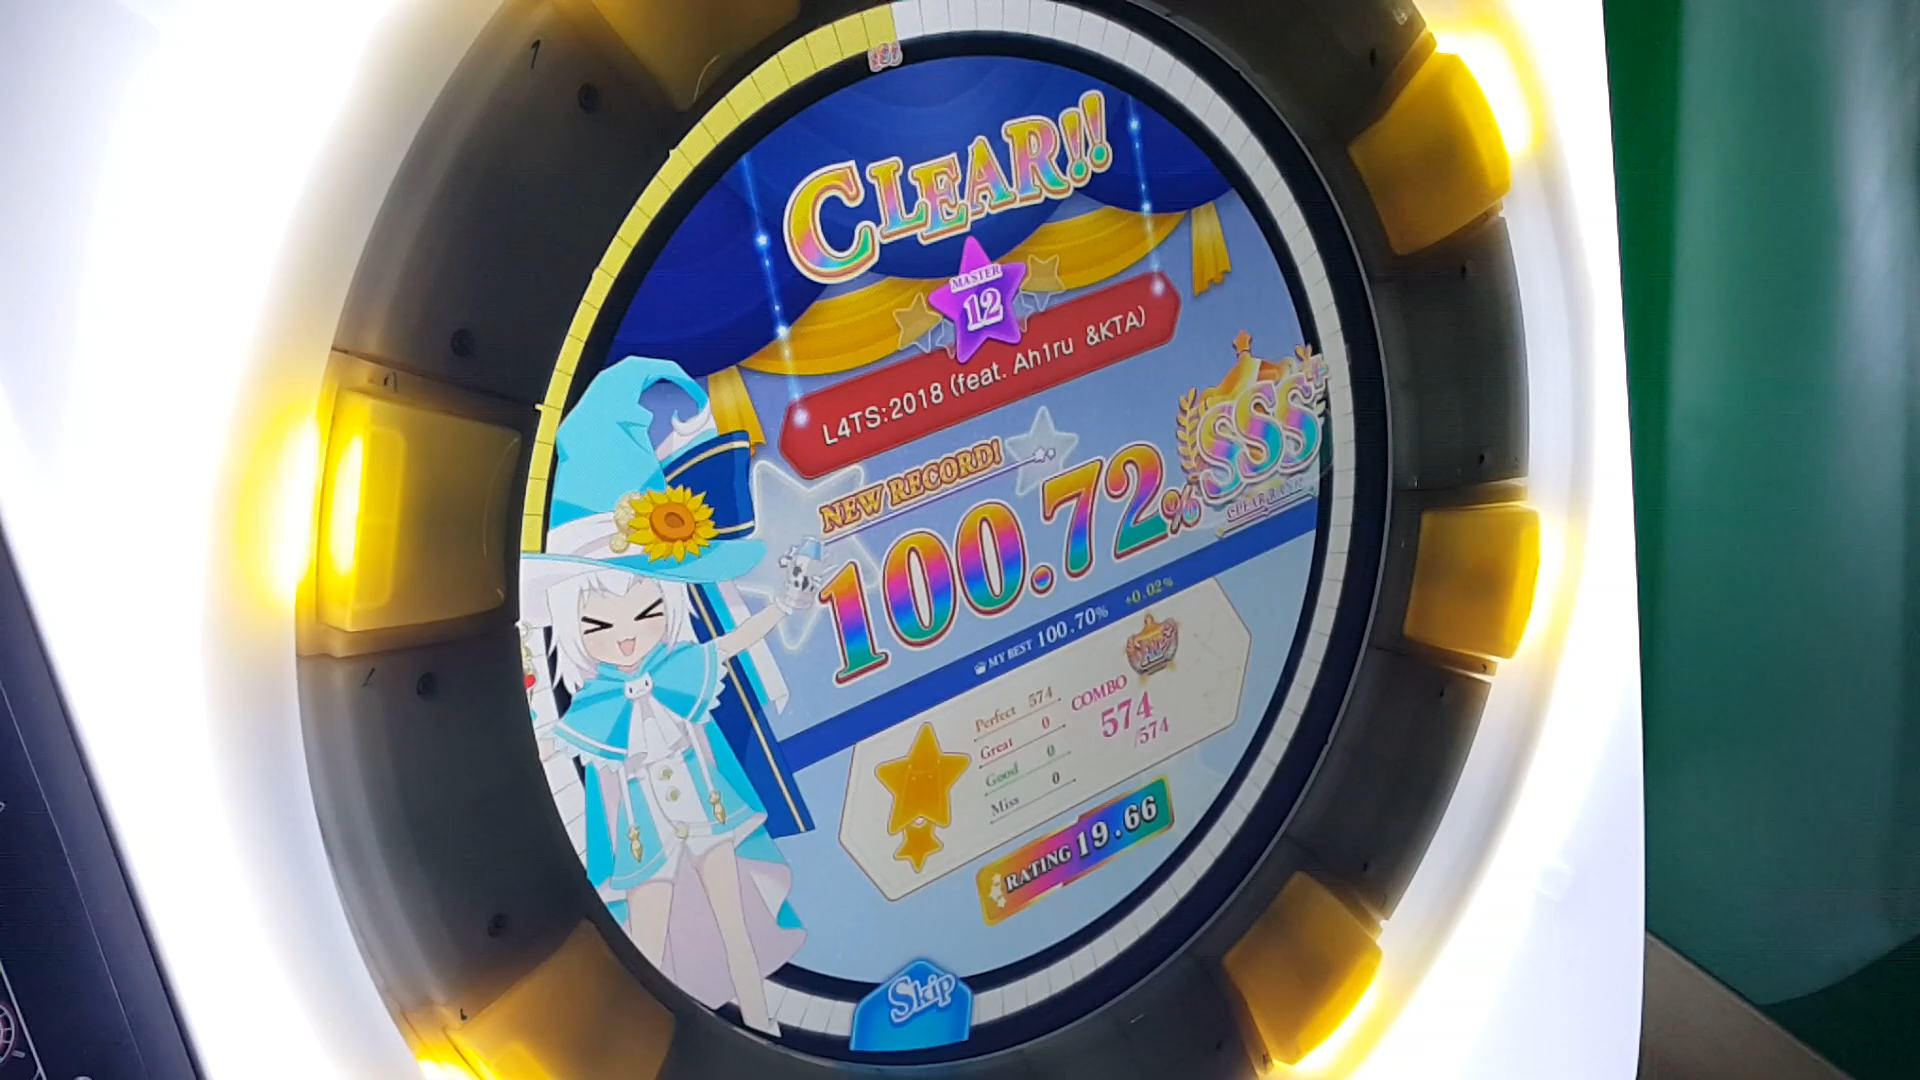 CLEAR!!
MASTER
12
L4TS:2018 (feat. Ah1ru &KTA)
NEW RECORD!
100.72%
SSS+
CLEAR RANK
MY BEST 100.70% +0.02%
AP+
Perfect 574
Great 0
Good 0
Miss 0
COMBO
574
/574
RATING 19.66
Skip